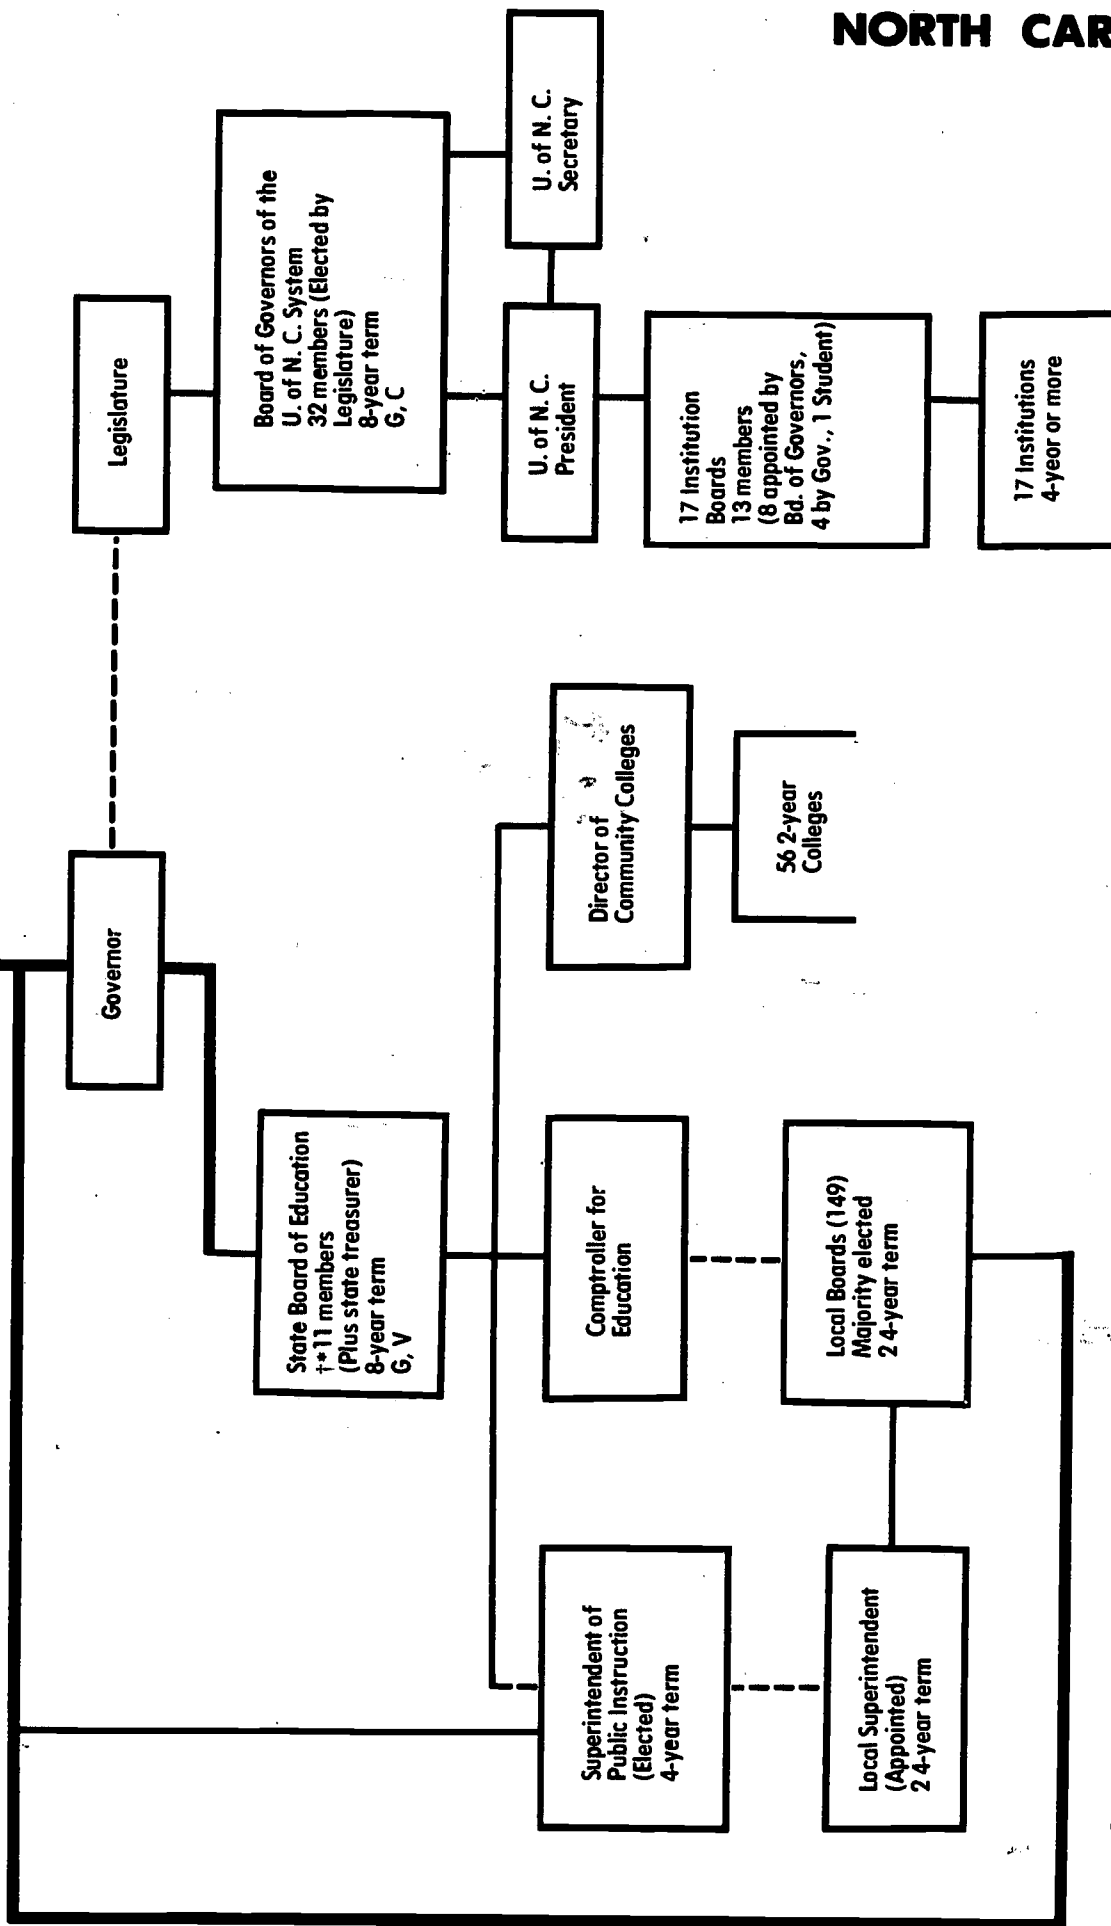 NORTH CAR
Governor
Legislature
State Board of Education
†*11 members
(Plus state treasurer)
8-year term
G, V
Board of Governors of the
U. of N. C. System
32 members (Elected by
Legislature)
8-year term
G, C
Superintendent of
Public Instruction
(Elected)
4-year term
Comptroller for
Education
Director of
Community Colleges
U. of N. C.
President
U. of N. C.
Secretary
Local Superintendent
(Appointed)
2 4-year term
Local Boards (149)
Majority elected
2 4-year term
56 2-year
Colleges
17 Institution
Boards
13 members
(8 appointed by
Bd. of Governors,
4 by Gov., 1 Student)
17 Institutions
4-year or more